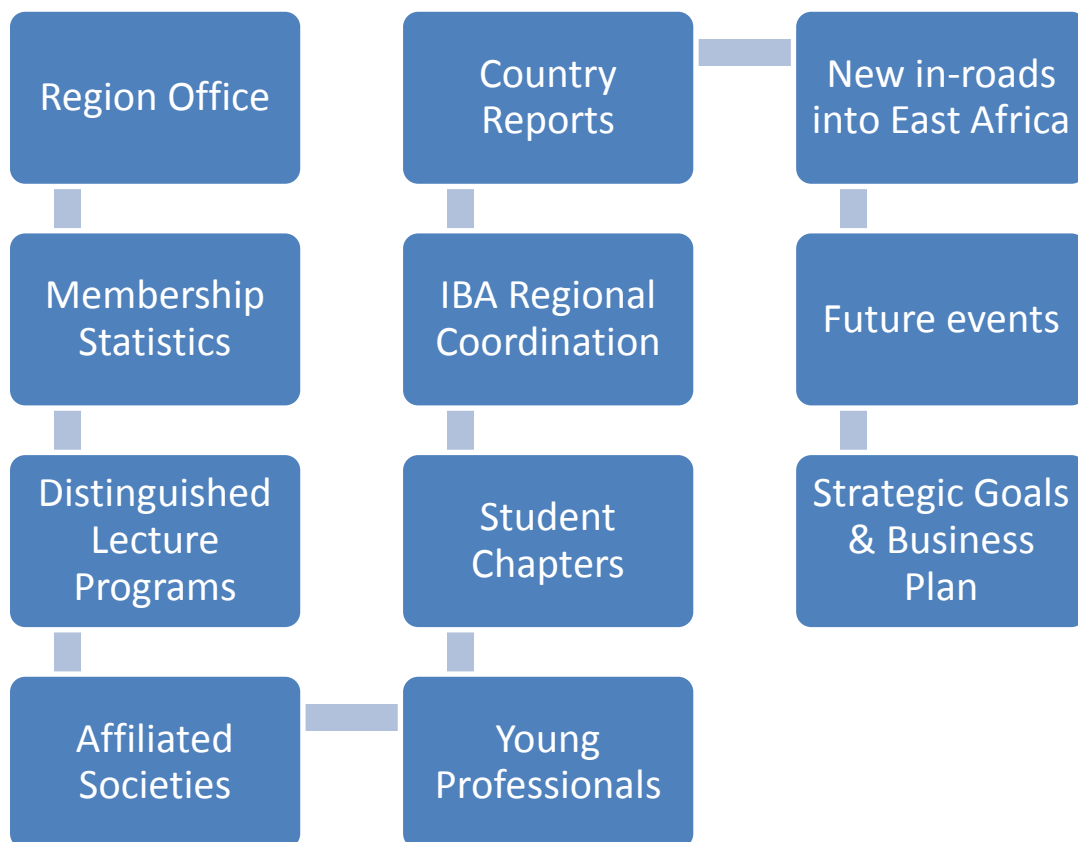 Region Office
Membership
Statistics
Distinguished
Lecture
Programs
Affiliated
Societies
Young
Professionals
Student
Chapters
IBA Regional
Coordination
Country
Reports
New in-roads
into East Africa
Future events
Strategic Goals
& Business
Plan